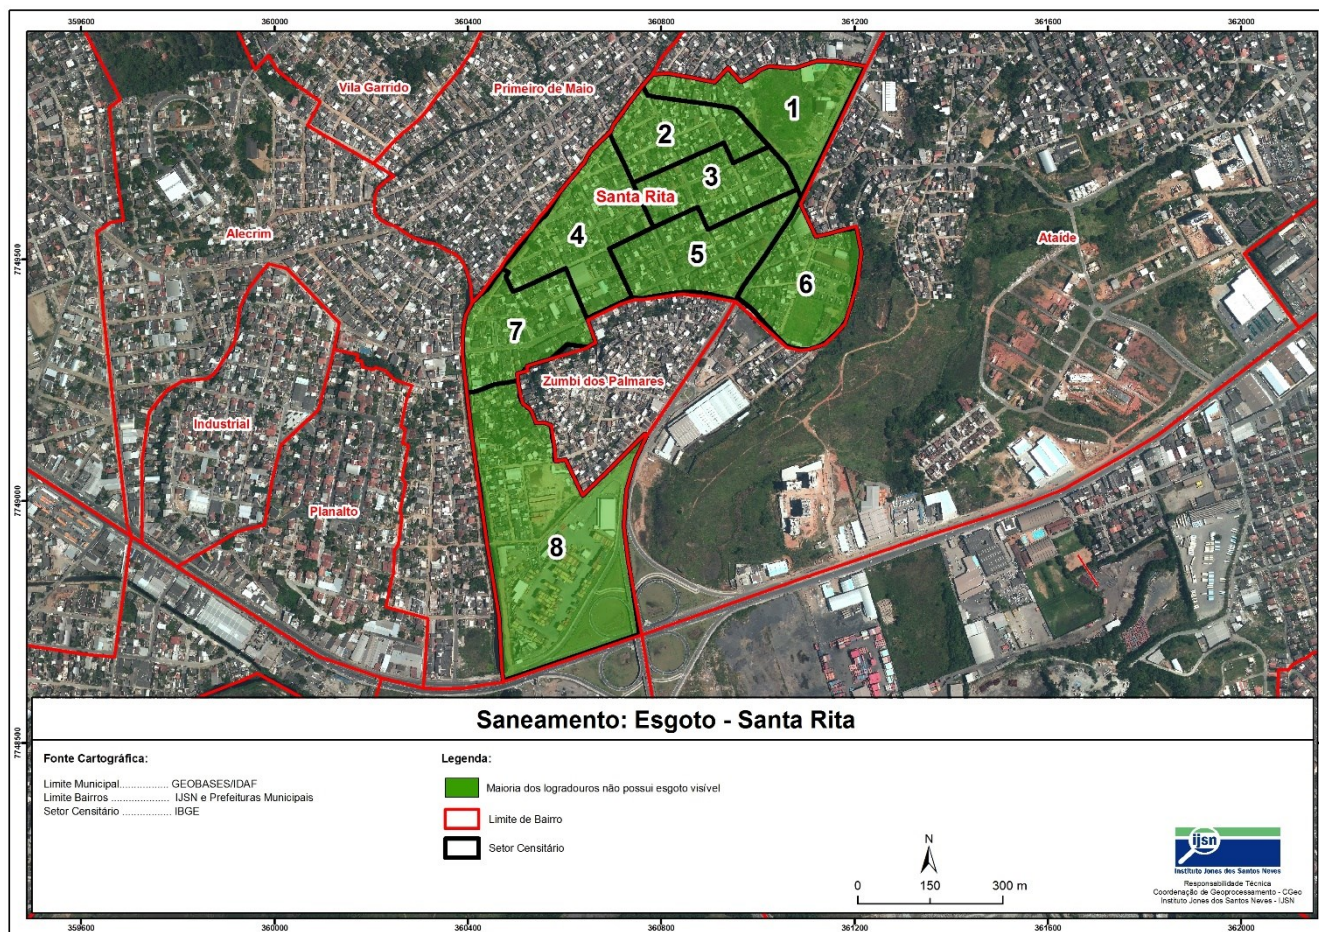 359600 360000 360400 360800 361200 361600 362000
Vila Garrido
Primeiro de Maio
1
2
3
Santa Rita
4
Alecrim
Ataíde
7749500
5
6
7
Zumbi dos Palmares
Industrial
7749000
Planalto
8
Saneamento: Esgoto - Santa Rita
7748500
Fonte Cartográfica:
Limite Municipal................. GEOBASES/IDAF
Limite Bairros .................... IJSN e Prefeituras Municipais
Setor Censitário .................. IBGE
Legenda:
Maioria dos logradouros não possui esgoto visível
Limite de Bairro
Setor Censitário
N
0 150 300 m
ijsn
Instituto Jones dos Santos Neves
Responsabilidade Técnica
Coordenação de Geoprocessamento - CGeo
Instituto Jones dos Santos Neves - IJSN
359600 360000 360400 360800 361200 361600 362000